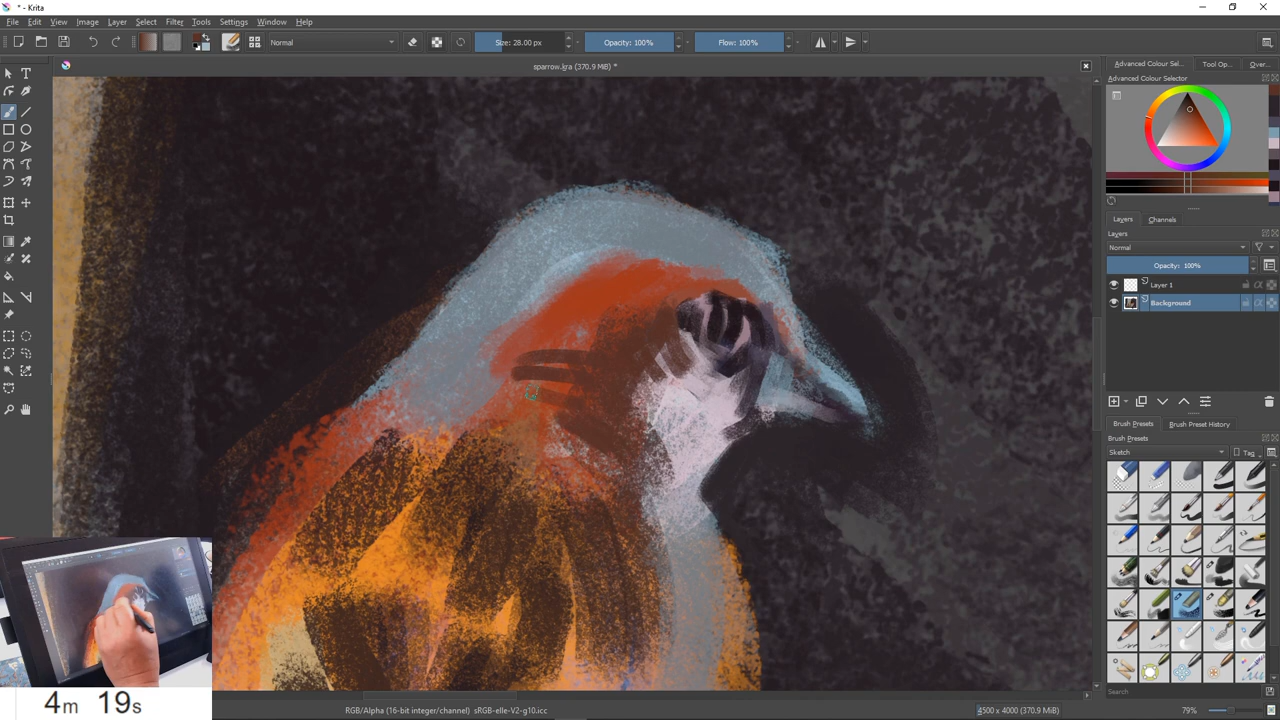 * - Krita
File Edit View Image Layer Select Filter Tools Settings Window Help
Normal Size: 28.00 px Opacity: 100% Flow: 100%
sparrow.kra (370.9 MiB) *
Advanced Colour Sel... Tool Op... Over...
Advanced Colour Selector
Layers Channels
Layers
Normal
Opacity: 100%
Layer 1
Background
Brush Presets Brush Preset History
Brush Presets
Sketch Tag
Search
4m 19s
RGB/Alpha (16-bit integer/channel) sRGB-elle-V2-g10.icc 4500 x 4000 (370.9 MiB) 79%